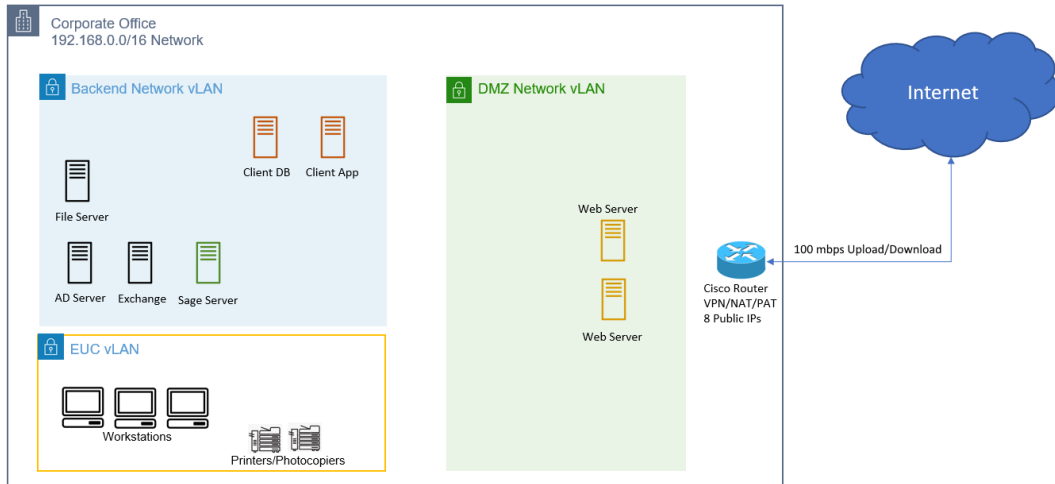 Corporate Office
192.168.0.0/16 Network
Backend Network vLAN
Client DB
Client App
File Server
AD Server
Exchange
Sage Server
EUC vLAN
Workstations
Printers/Photocopiers
DMZ Network vLAN
Web Server
Web Server
Cisco Router
VPN/NAT/PAT
8 Public IPs
100 mbps Upload/Download
Internet